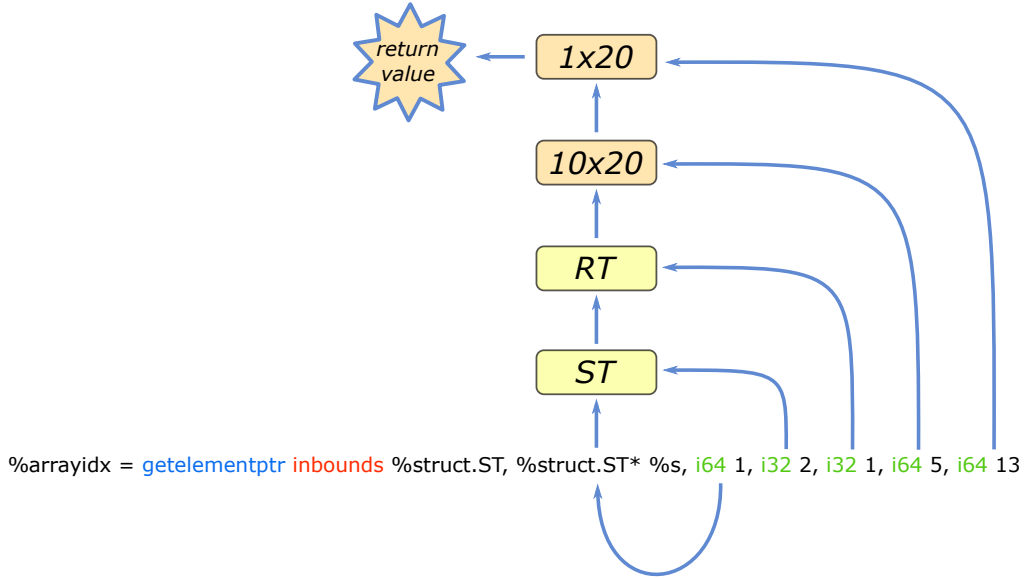 return
value
1x20
10x20
RT
ST
%arrayidx = getelementptr inbounds %struct.ST, %struct.ST* %s, i64 1, i32 2, i32 1, i64 5, i64 13